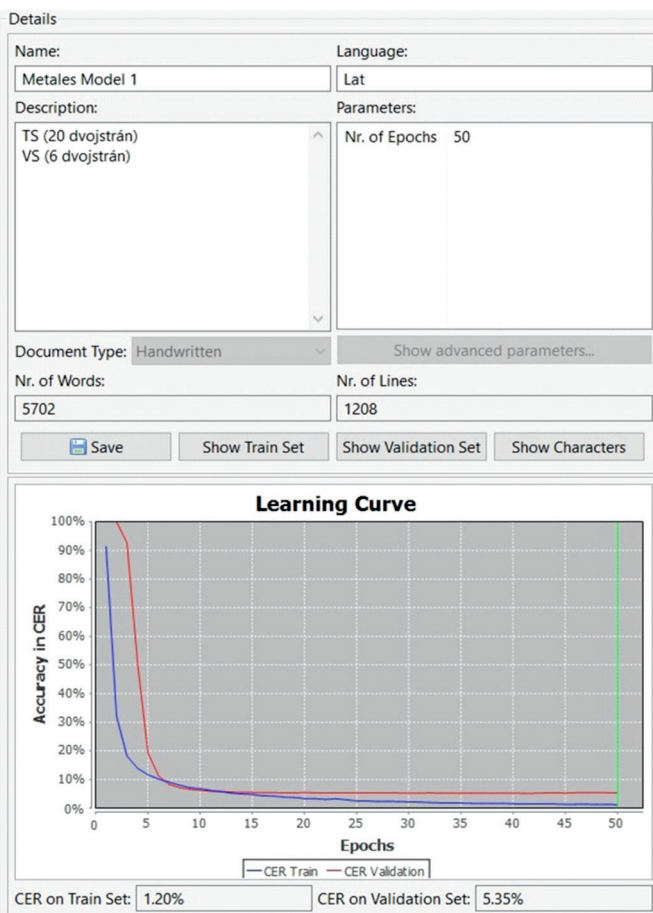 Details
Name: Language:
Metales Model 1 Lat
Description: Parameters:
TS (20 dvojstrán) Nr. of Epochs 50
VS (6 dvojstrán)
Document Type: Handwritten Show advanced parameters...
Nr. of Words: Nr. of Lines:
5702 1208
Save Show Train Set Show Validation Set Show Characters
Learning Curve
100%
90%
80%
70%
60%
50%
40%
30%
20%
10%
0%
Accuracy in CER
0 5 10 15 20 25 30 35 40 45 50
Epochs
CER Train CER Validation
CER on Train Set: 1.20% CER on Validation Set: 5.35%